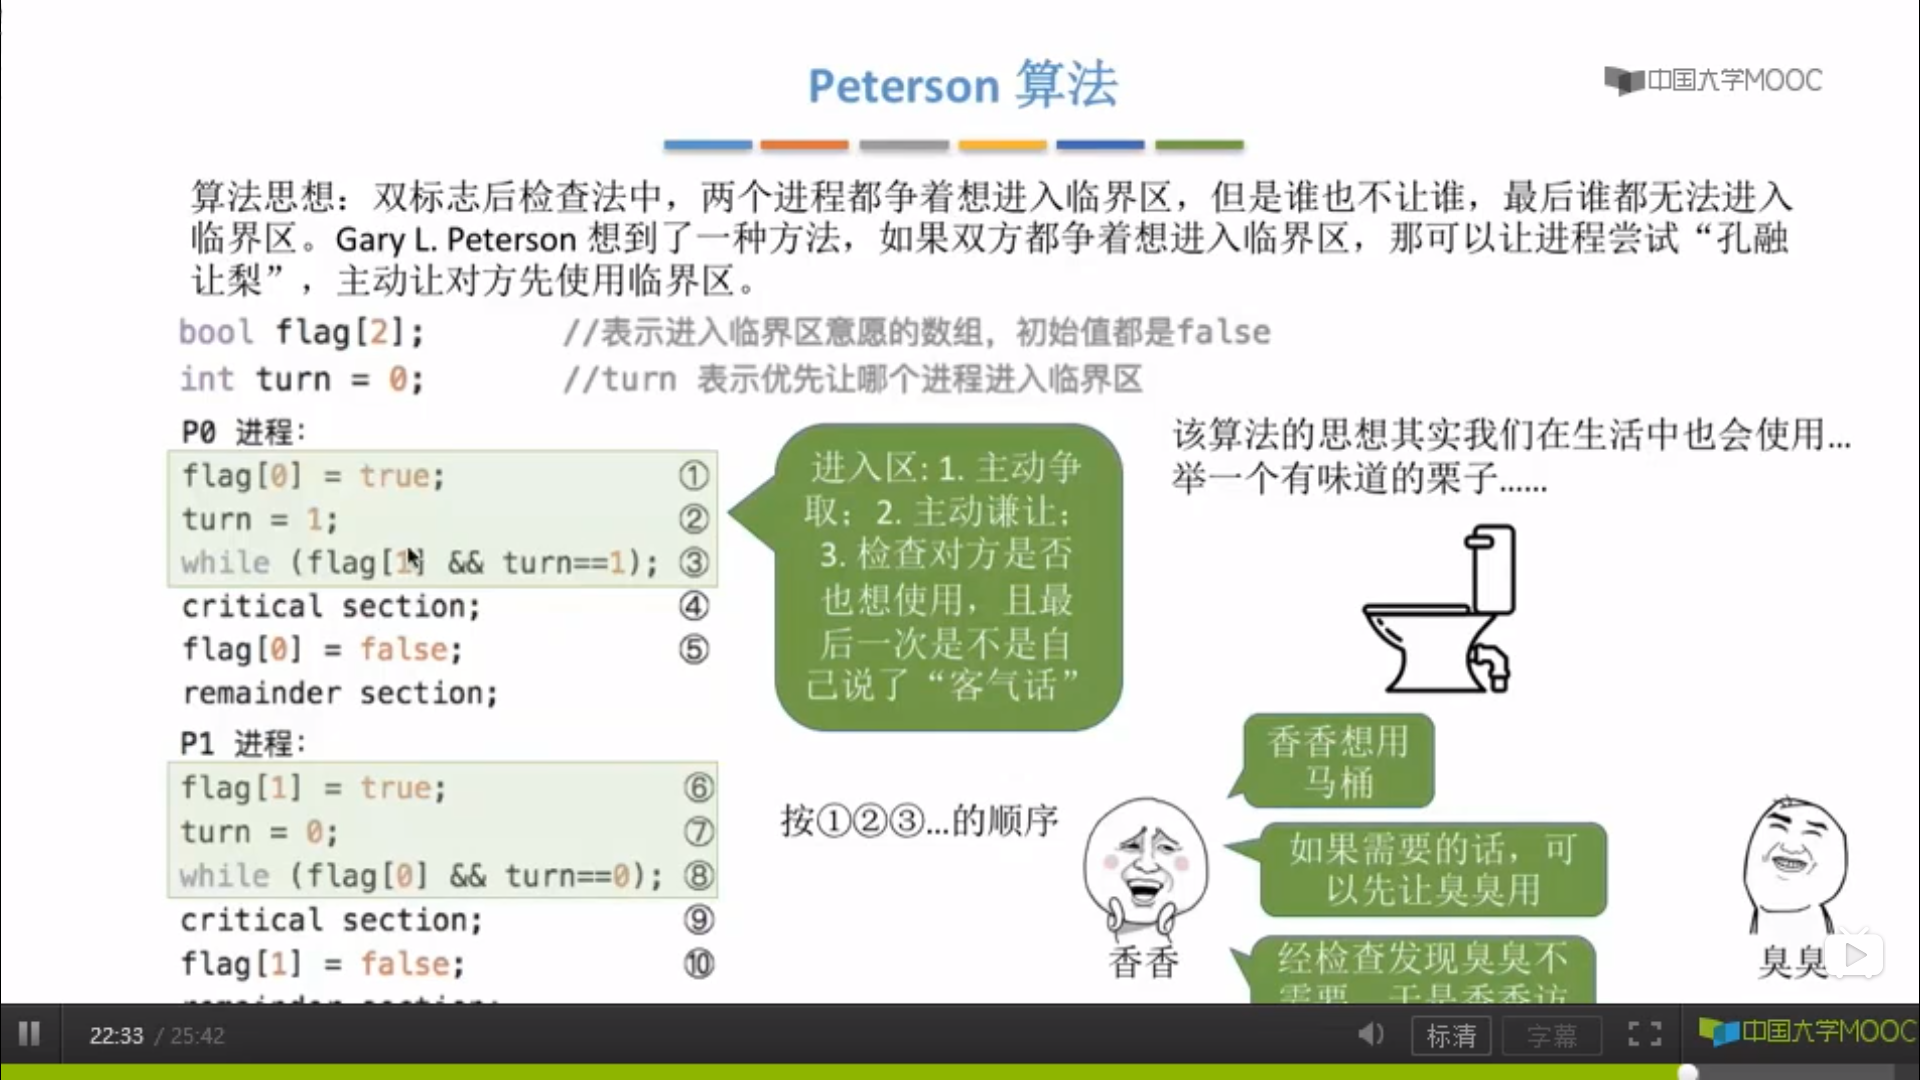 Peterson 算法
中国大学MOOC
算法思想：双标志后检查法中，两个进程都争着想进入临界区，但是谁也不让谁，最后谁都无法进入
临界区。Gary L. Peterson 想到了一种方法，如果双方都争着想进入临界区，那可以让进程尝试“孔融
让梨”，主动让对方先使用临界区。
bool flag[2]; //表示进入临界区意愿的数组，初始值都是false
int turn = 0; //turn 表示优先让哪个进程进入临界区
P0 进程：
flag[0] = true; ①
turn = 1; ②
while (flag[1] && turn==1); ③
critical section; ④
flag[0] = false; ⑤
remainder section;
P1 进程：
flag[1] = true; ⑥
turn = 0; ⑦
while (flag[0] && turn==0); ⑧
critical section; ⑨
flag[1] = false; ⑩
进入区：1. 主动争
取；2. 主动谦让；
3. 检查对方是否
也想使用，且最
后一次是不是自
己说了“客气话”
该算法的思想其实我们在生活中也会使用...
举一个有味道的栗子......
按①②③...的顺序
香香想用
马桶
如果需要的话，可
以先让臭臭用
经检查发现臭臭不
需要，于是香香访
香香
臭臭
22:33 / 25:42
标清
字幕
中国大学MOOC